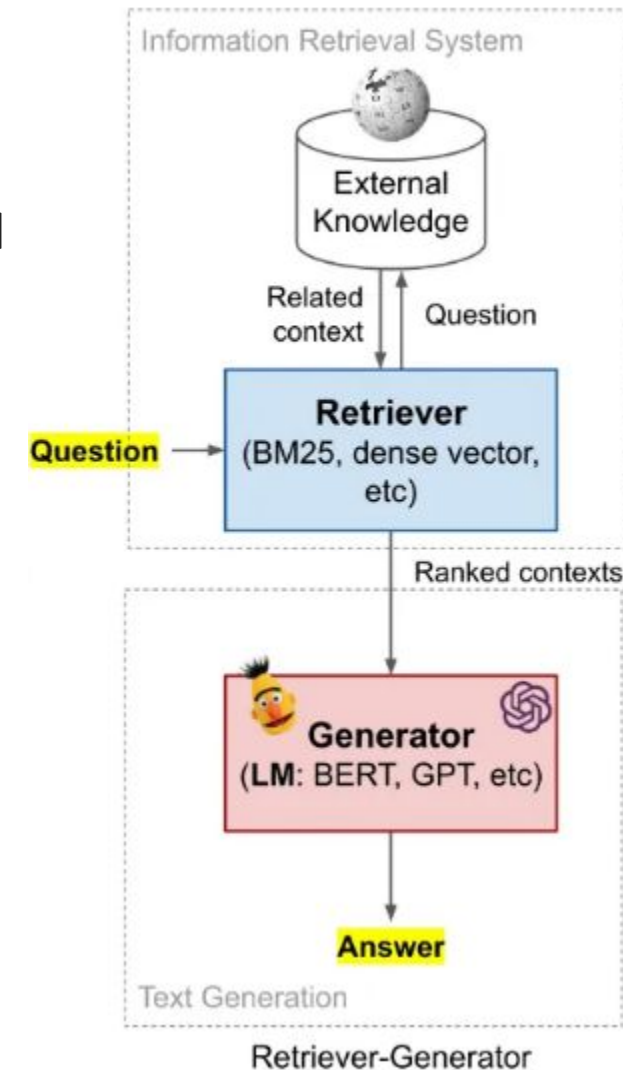 Information Retrieval System
External
Knowledge
Related
context
Question
Retriever
(BM25, dense vector,
etc)
Question
Ranked contexts
Generator
(LM: BERT, GPT, etc)
Answer
Text Generation
Retriever-Generator